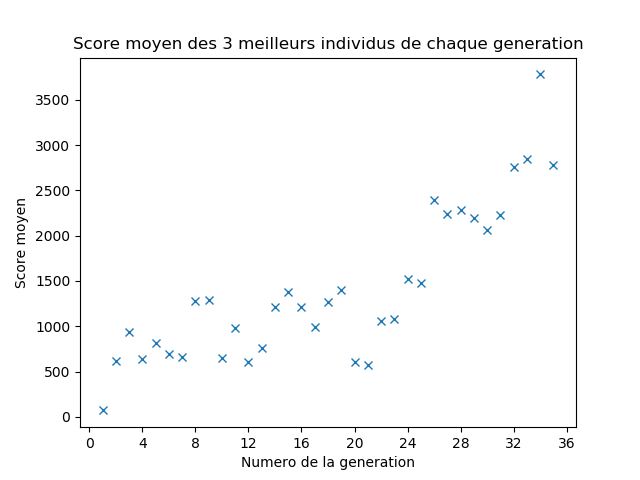 Score moyen des 3 meilleurs individus de chaque generation
3500
3000
2500
2000
1500
1000
500
0
Score moyen
0 4 8 12 16 20 24 28 32 36
Numero de la generation